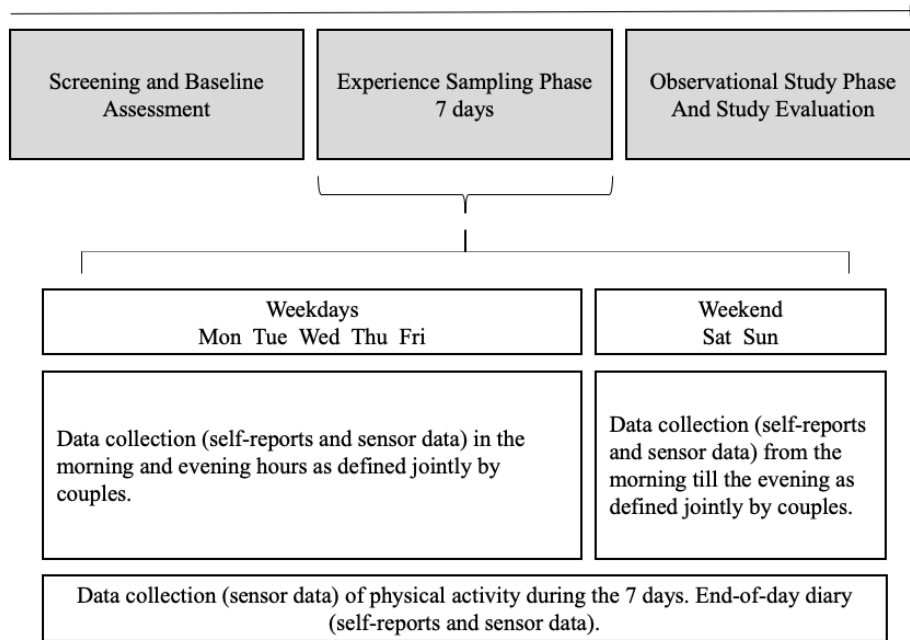 Screening and Baseline
Assessment
Experience Sampling Phase
7 days
Observational Study Phase
And Study Evaluation
Weekdays
Mon Tue Wed Thu Fri
Weekend
Sat Sun
Data collection (self-reports and sensor data) in the
morning and evening hours as defined jointly by
couples.
Data collection (self-reports
and sensor data) from the
morning till the evening as
defined jointly by couples.
Data collection (sensor data) of physical activity during the 7 days. End-of-day diary
(self-reports and sensor data).